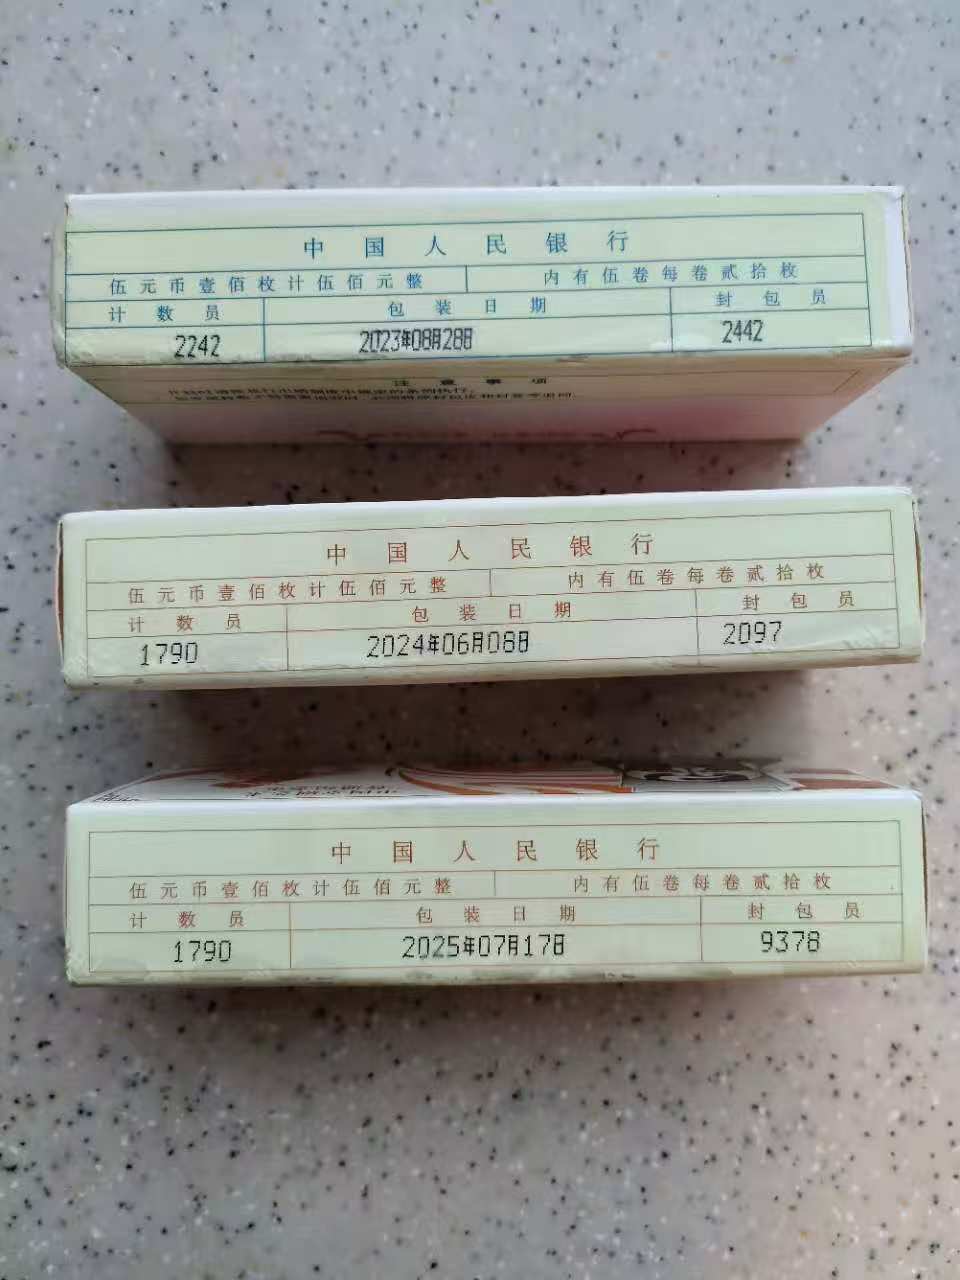 中国人民银行
伍元币壹佰枚计伍佰元整 内有伍卷每卷贰拾枚
计数员 包装日期 封包员
2242 2023年08月28日 2442
注意事项
中国人民银行
伍元币壹佰枚计伍佰元整 内有伍卷每卷贰拾枚
计数员 包装日期 封包员
1790 2024年06月08日 2097
中国人民银行
伍元币壹佰枚计伍佰元整 内有伍卷每卷贰拾枚
计数员 包装日期 封包员
1790 2025年07月17日 9378